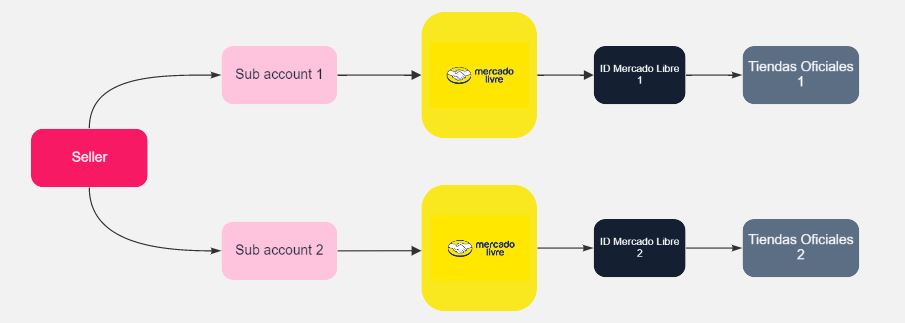 Sub account 1
mercado
livre
ID Mercado Libre
1
Tiendas Oficiales
1
Seller
Sub account 2
mercado
livre
ID Mercado Libre
2
Tiendas Oficiales
2